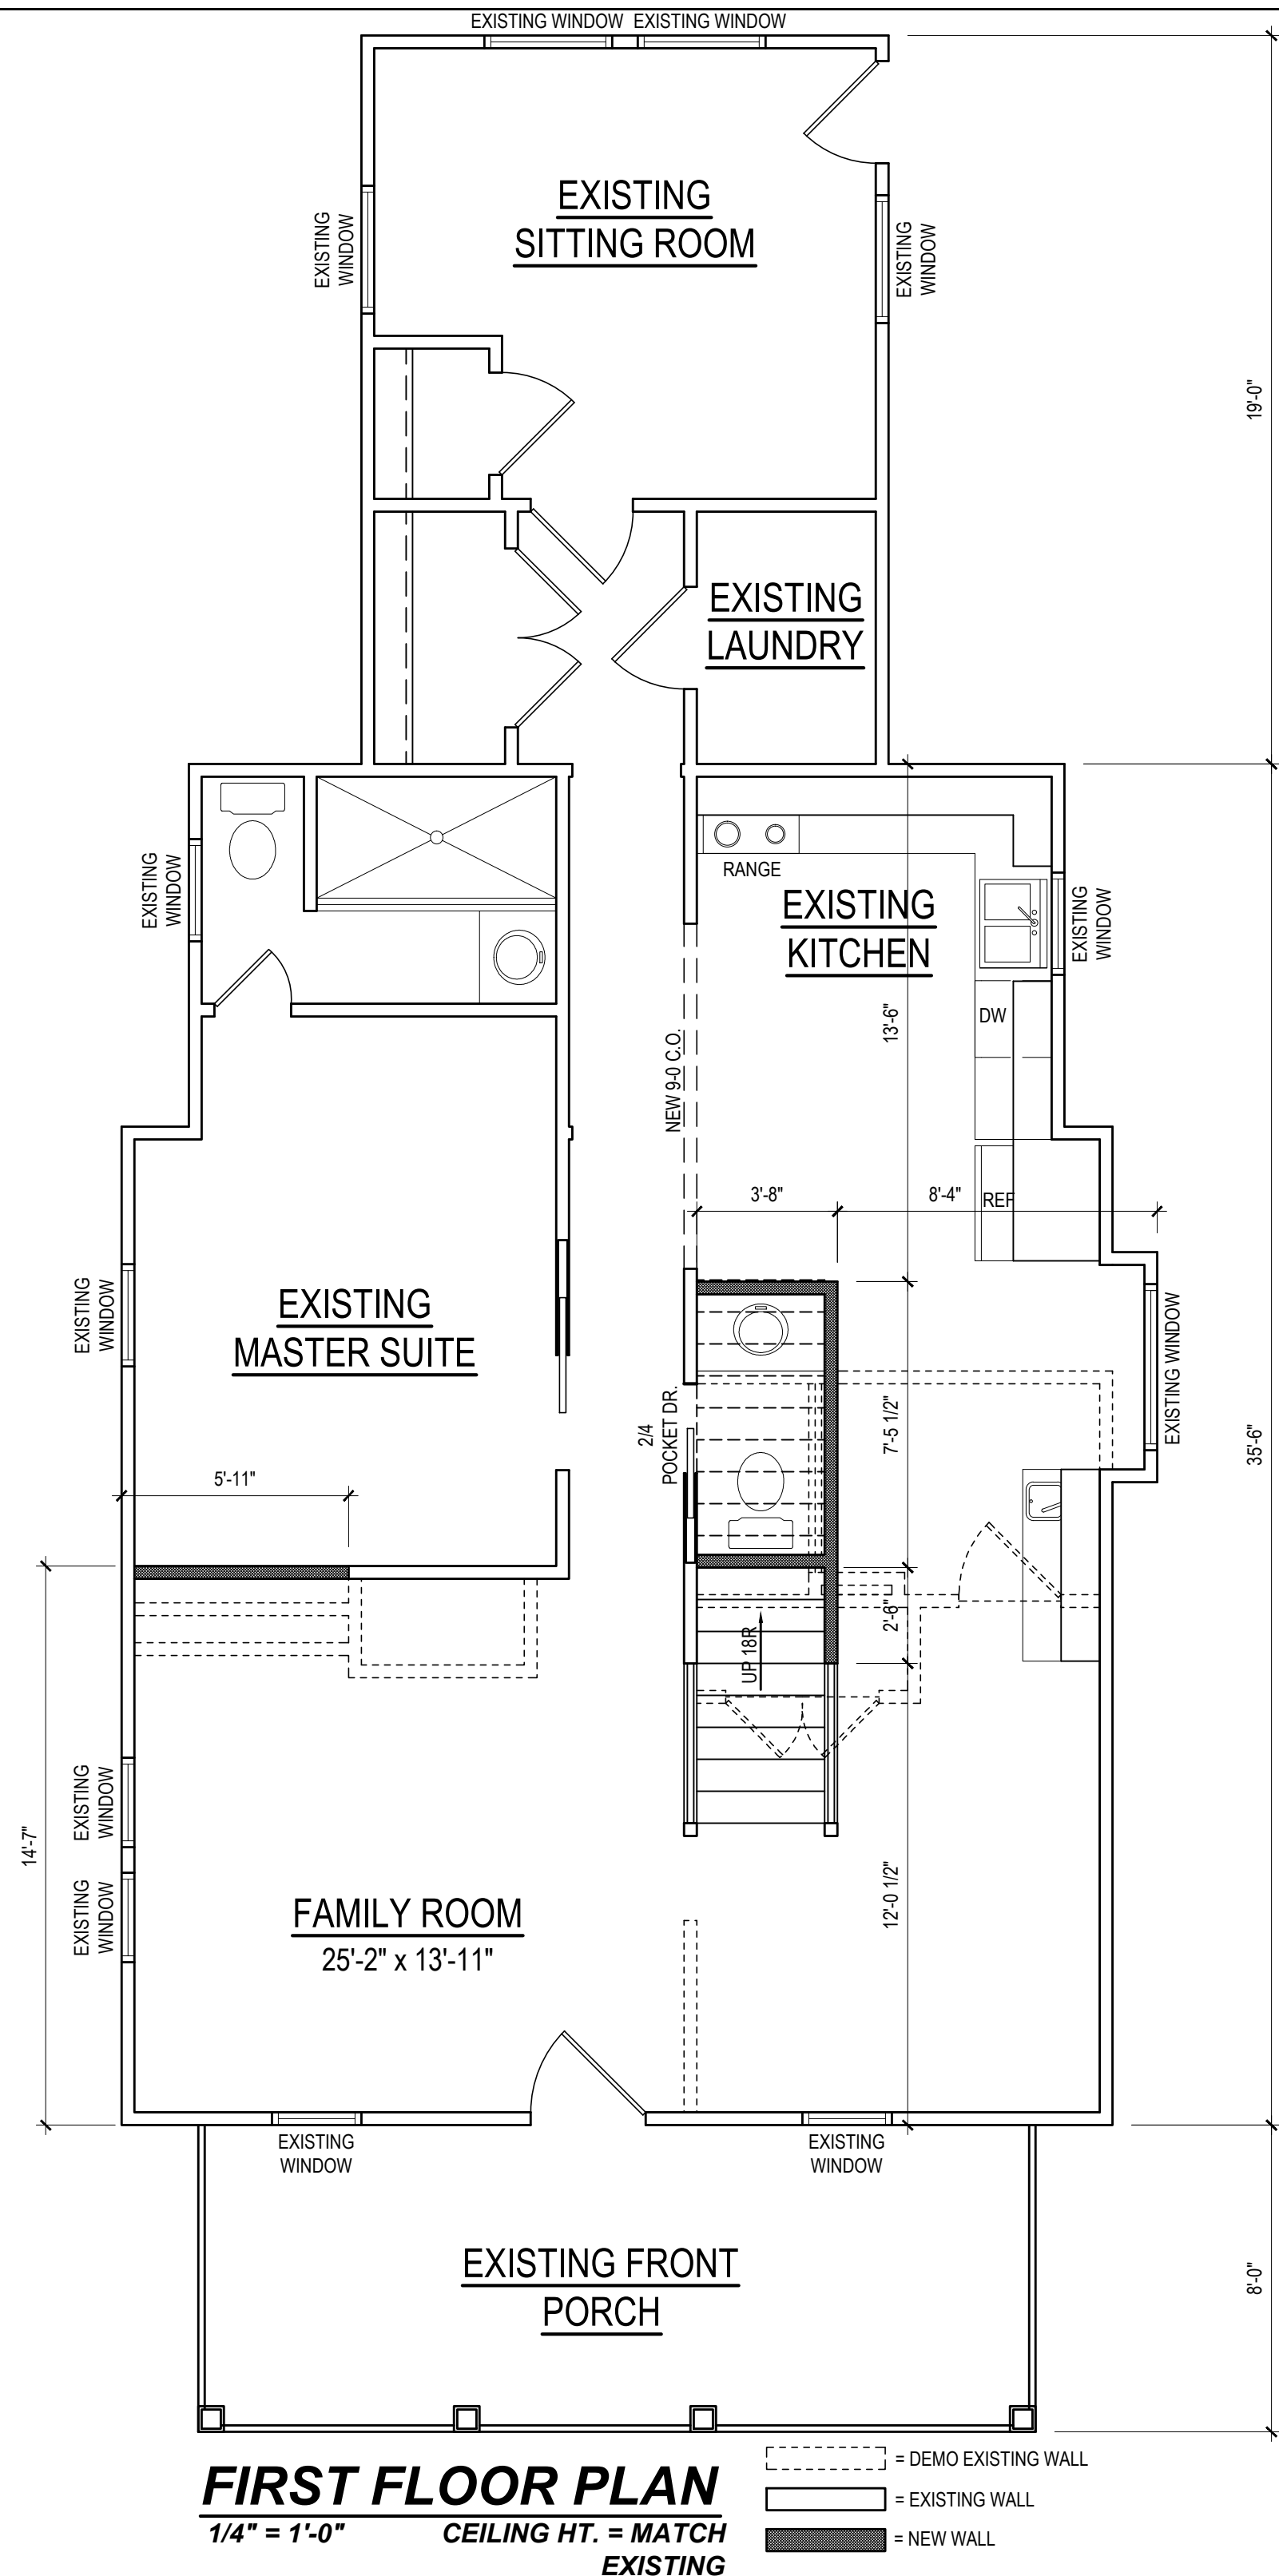 EXISTING WINDOW EXISTING WINDOW
EXISTING
SITTING ROOM
EXISTING
WINDOW
EXISTING
WINDOW
19'-0"
EXISTING
LAUNDRY
EXISTING
WINDOW
RANGE
EXISTING
KITCHEN
EXISTING
WINDOW
DW
13'-6"
NEW 9-0 C.O.
3'-8"
8'-4"
REF
EXISTING
WINDOW
EXISTING
MASTER SUITE
EXISTING WINDOW
2/4
POCKET DR.
7'-5 1/2"
35'-6"
5'-11"
2'-6"
UP 18R
EXISTING
WINDOW
14'-7"
EXISTING
WINDOW
FAMILY ROOM
25'-2" x 13'-11"
12'-0 1/2"
EXISTING
WINDOW
EXISTING
WINDOW
EXISTING FRONT
PORCH
8'-0"
FIRST FLOOR PLAN
1/4" = 1'-0"
CEILING HT. = MATCH
EXISTING
= DEMO EXISTING WALL
= EXISTING WALL
= NEW WALL